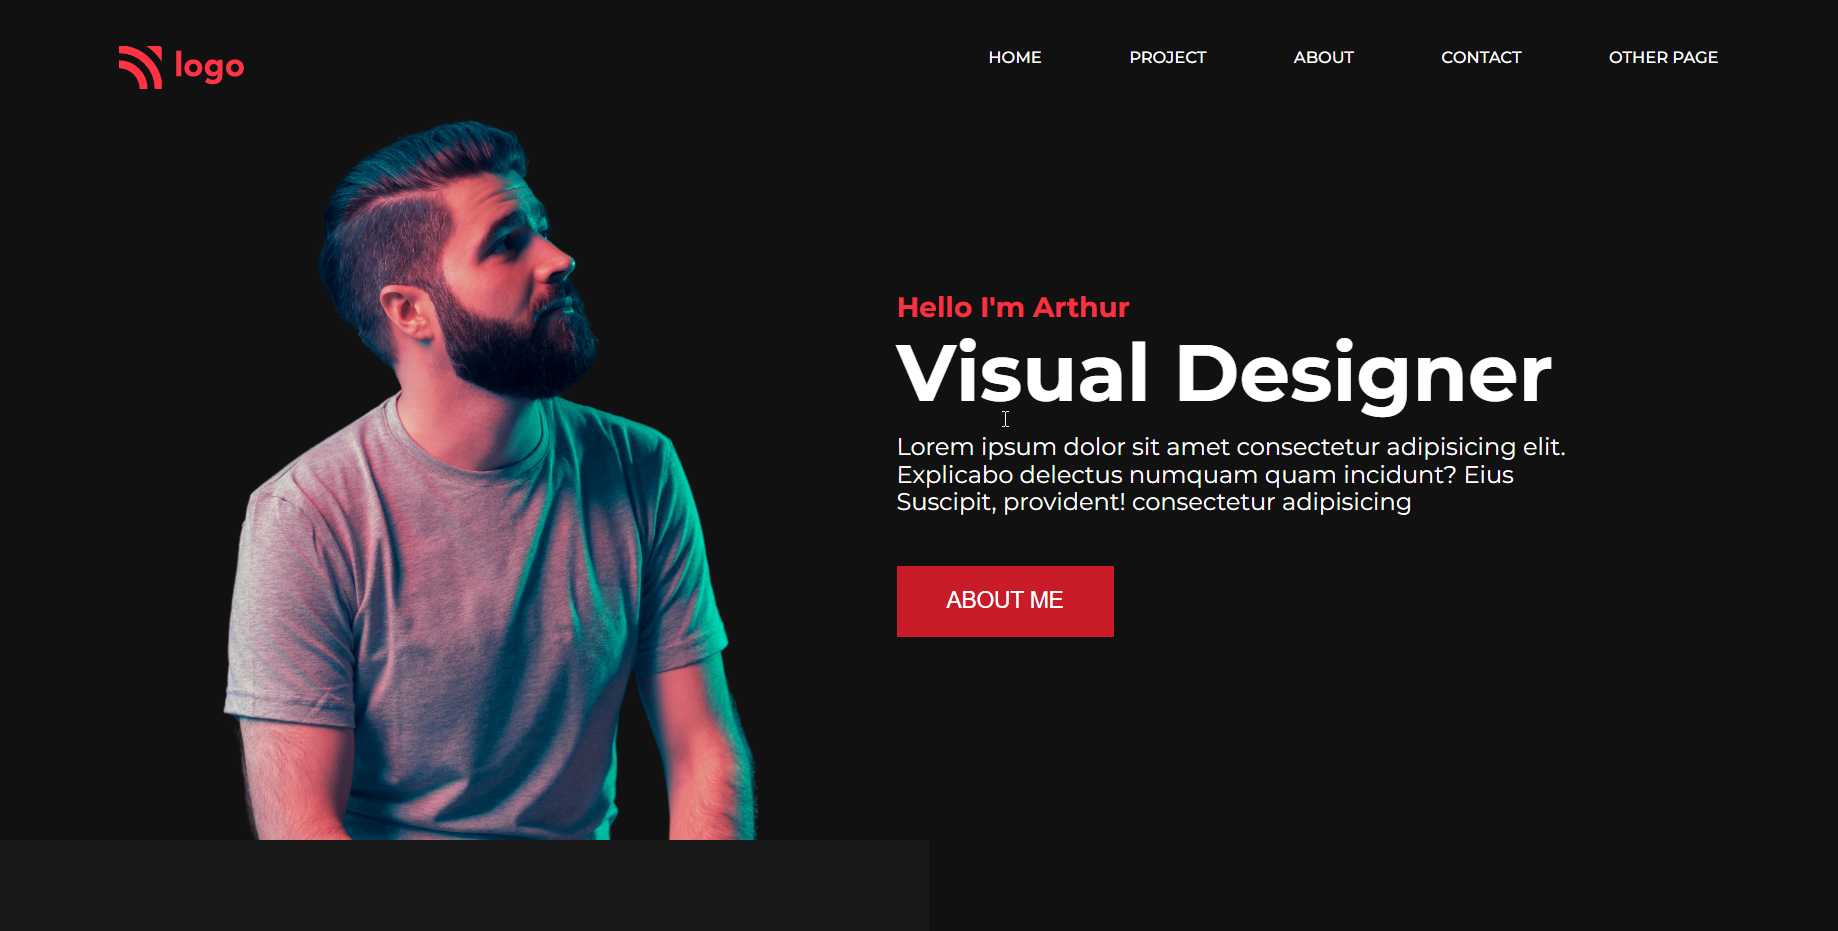 logo
HOME PROJECT ABOUT CONTACT OTHER PAGE
Hello I'm Arthur
Visual Designer
Lorem ipsum dolor sit amet consectetur adipisicing elit.
Explicabo delectus numquam quam incidunt? Eius
Suscipit, provident! consectetur adipisicing
ABOUT ME